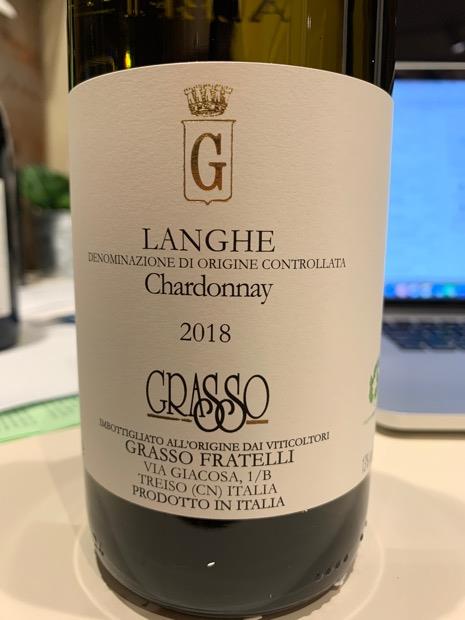 G
LANGHE
DENOMINAZIONE DI ORIGINE CONTROLLATA
Chardonnay
2018
GRASSO
IMBOTTIGLIATO ALL'ORIGINE DAI VITICOLTORI
GRASSO FRATELLI
VIA GIACOSA, 1/B
TREISO (CN) ITALIA
PRODOTTO IN ITALIA